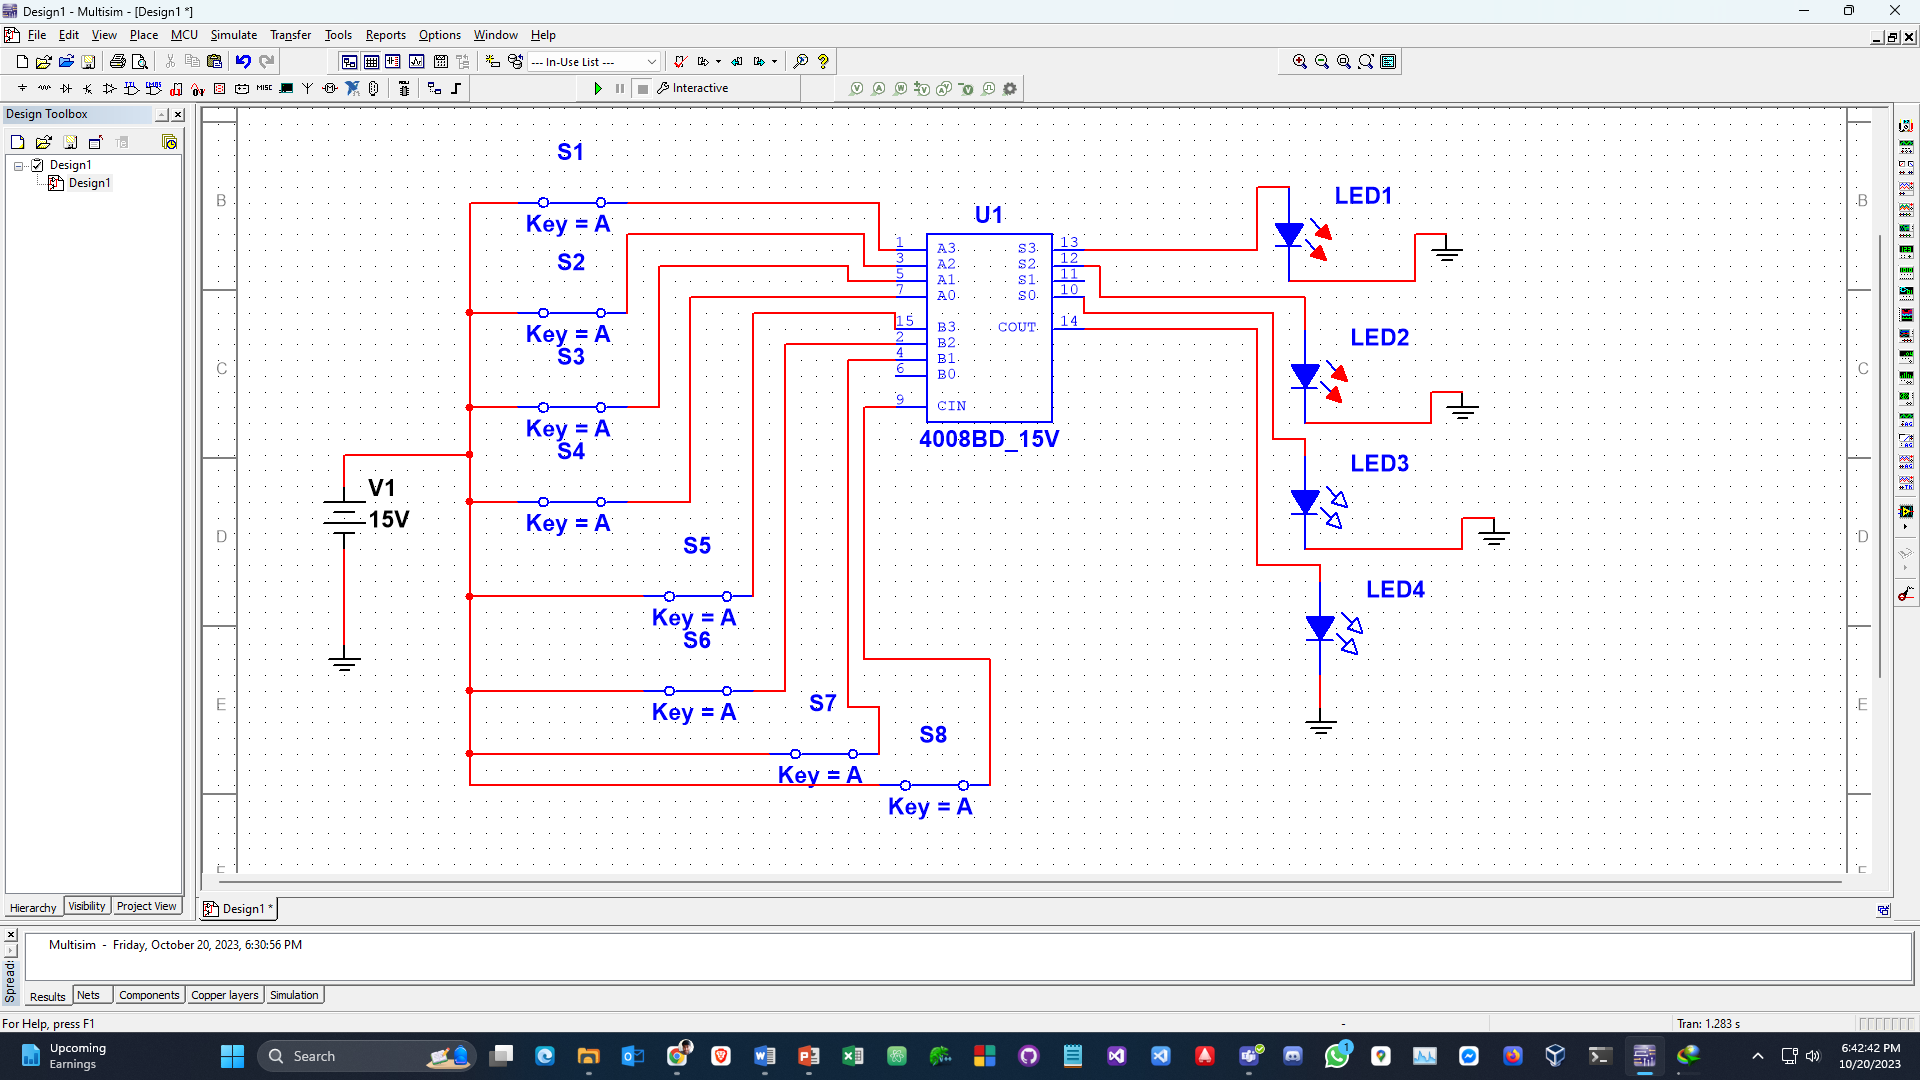 Design1 - Multisim - [Design1 *]
File Edit View Place MCU Simulate Transfer Tools Reports Options Window Help
--- In-Use List ---
MISC
Interactive
Design Toolbox
Design1
Design1
B
C
D
E
F
S1
Key = A
S2
Key = A
S3
Key = A
S4
Key = A
V1
15V
S5
Key = A
S6
Key = A
S7
Key = A
S8
Key = A
U1
1 A3 S3 13
3 A2 S2 12
5 A1 S1 11
7 A0 S0 10
15 B3 COUT 14
2 B2
4 B1
6 B0
9 CIN
4008BD_15V
LED1
LED2
LED3
LED4
B
C
D
E
F
Hierarchy Visibility Project View
Design1 *
Multisim - Friday, October 20, 2023, 6:30:56 PM
Spread:
Results Nets Components Copper layers Simulation
For Help, press F1
-
Tran: 1.283 s
Upcoming
Earnings
Search
1
6:42:42 PM
10/20/2023